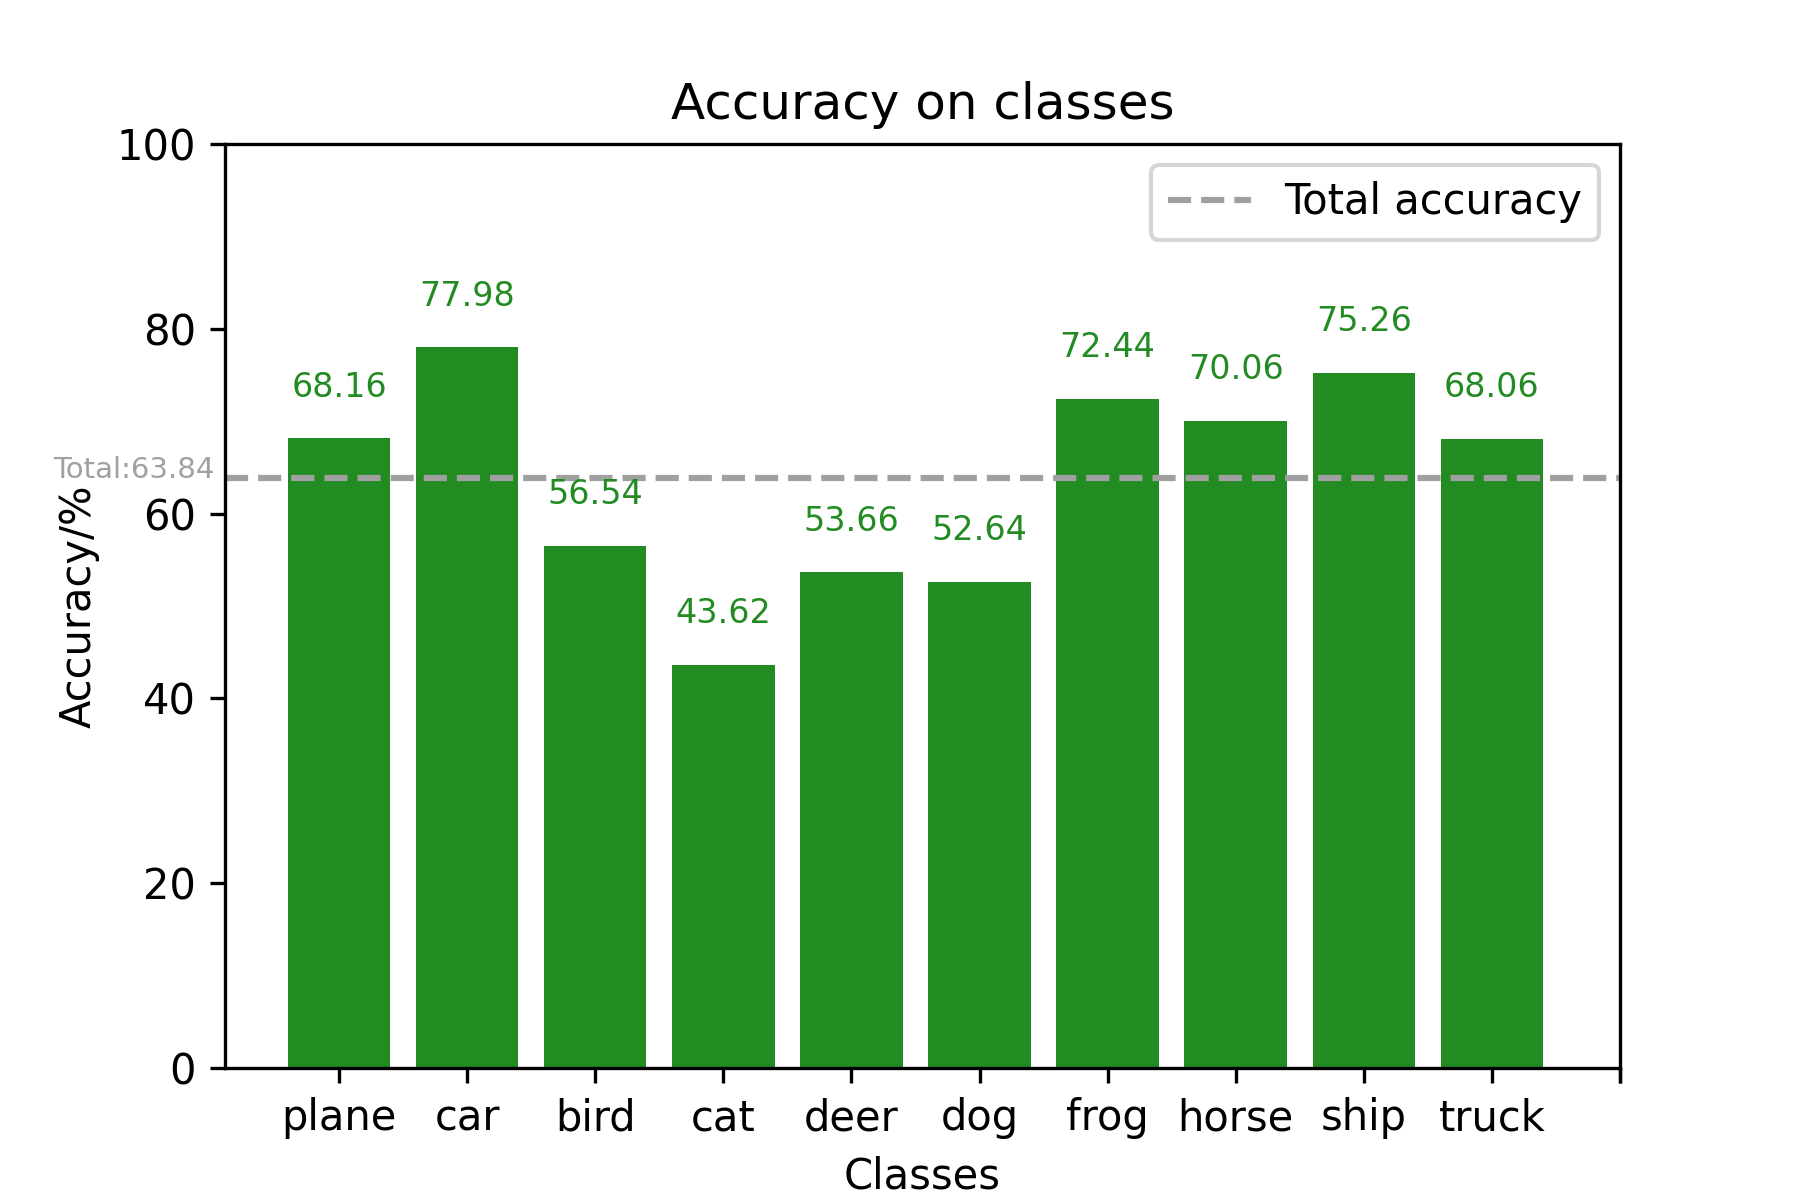 Accuracy on classes
100
80
60
40
20
0
Accuracy/%
Total:63.84
Total accuracy
68.16
77.98
56.54
43.62
53.66
52.64
72.44
70.06
75.26
68.06
plane car bird cat deer dog frog horse ship truck
Classes